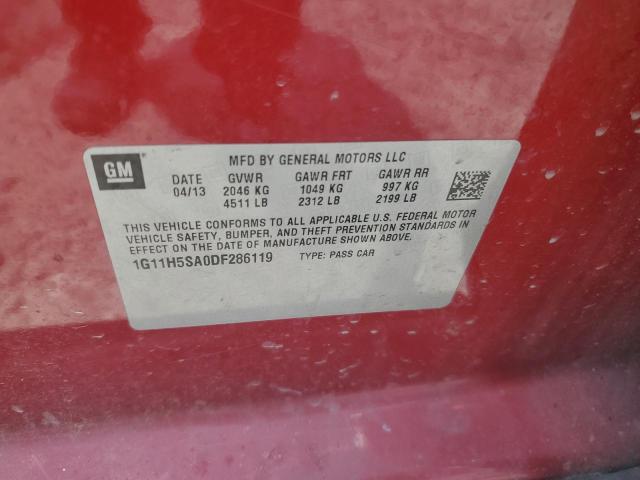 GM
MFD BY GENERAL MOTORS LLC
DATE GVWR GAWR FRT GAWR RR
04/13 2046 KG 1049 KG 997 KG
4511 LB 2312 LB 2199 LB
THIS VEHICLE CONFORMS TO ALL APPLICABLE U.S. FEDERAL MOTOR
VEHICLE SAFETY, BUMPER, AND THEFT PREVENTION STANDARDS IN
EFFECT ON THE DATE OF MANUFACTURE SHOWN ABOVE.
1G11H5SA0DF286119 TYPE: PASS CAR